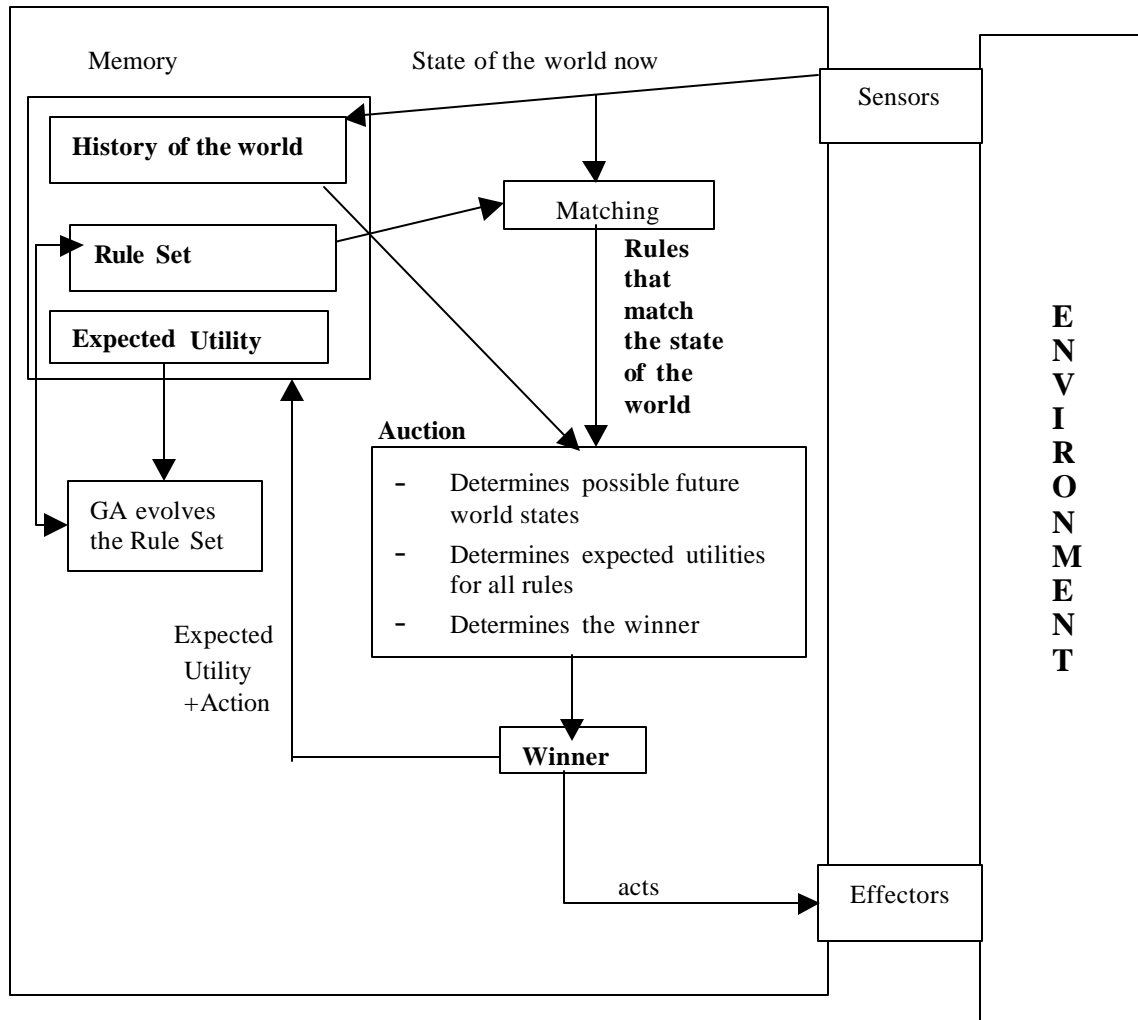 Memory
State of the world now
Sensors
History of the world
Matching
Rule Set
Rules
that
match
the state
of the
world
Expected Utility
Auction
- Determines possible future
world states
- Determines expected utilities
for all rules
- Determines the winner
GA evolves
the Rule Set
Expected
Utility
+Action
Winner
acts
Effectors
E
N
V
I
R
O
N
M
E
N
T